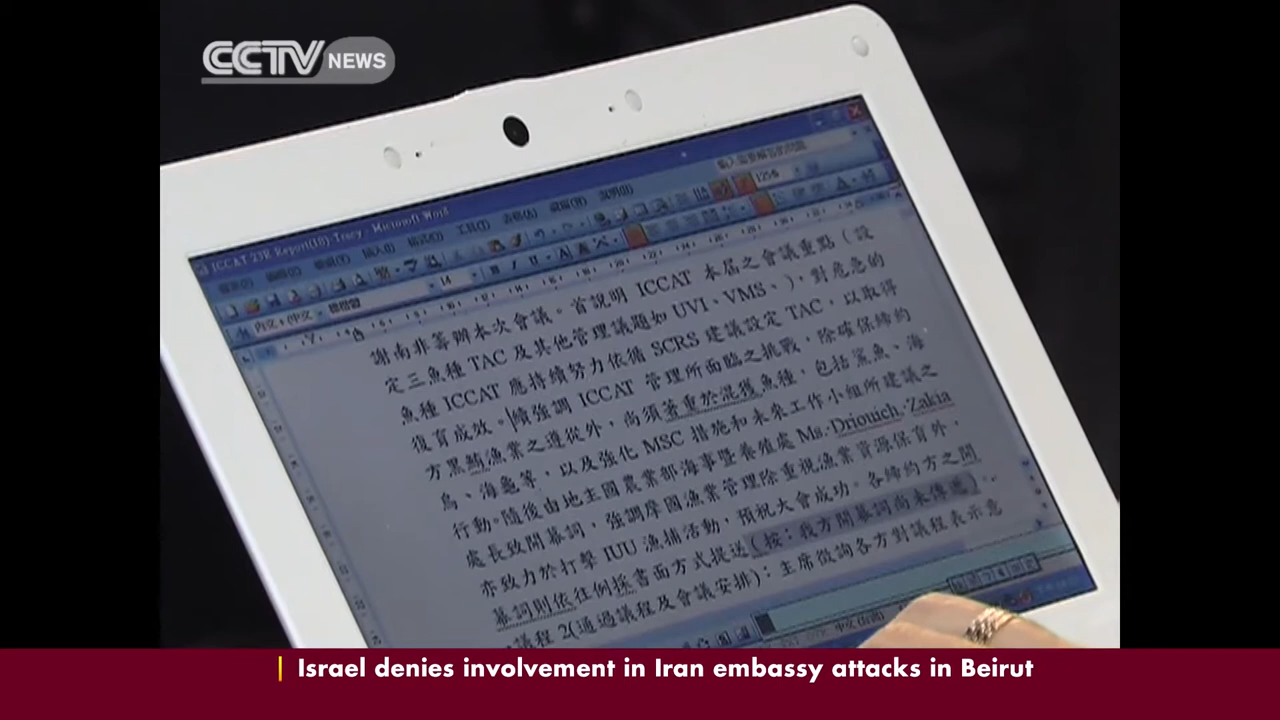 CCTV NEWS
ICCAT 23R Report(10)-Tracy - Microsoft Word
工具(T)
說明(H)
125%
14
謝南非籌辦本次會議。首說明 ICCAT 本屆之會議重點（設
定三魚種 TAC 及其他管理議題如 UVI、VMS、），對危急的
魚種 ICCAT 應持續努力依循 SCRS 建議設定 TAC，以取得
復育成效。續強調 ICCAT 管理所面臨之挑戰，除確保締約
方黑鮪漁業之遵從外，尚須著重於混獲魚種，包括鯊魚、海
鳥、海龜等，以及強化 MSC 措施和未來工作小組所建議之
行動。隨後由地主國農業部海事暨養殖處 Ms. Driouich Zakia
處長致開幕詞，強調摩國漁業管理除重視漁業資源保育外，
亦致力於打擊 IUU 漁捕活動，預祝大會成功。各締約方之開
幕詞則依往例採書面方式提送（按：我方開幕詞尚未傳遞）。
議程 2(通過議程及會議安排)：主席徵詢各方對議程表示意
Israel denies involvement in Iran embassy attacks in Beirut